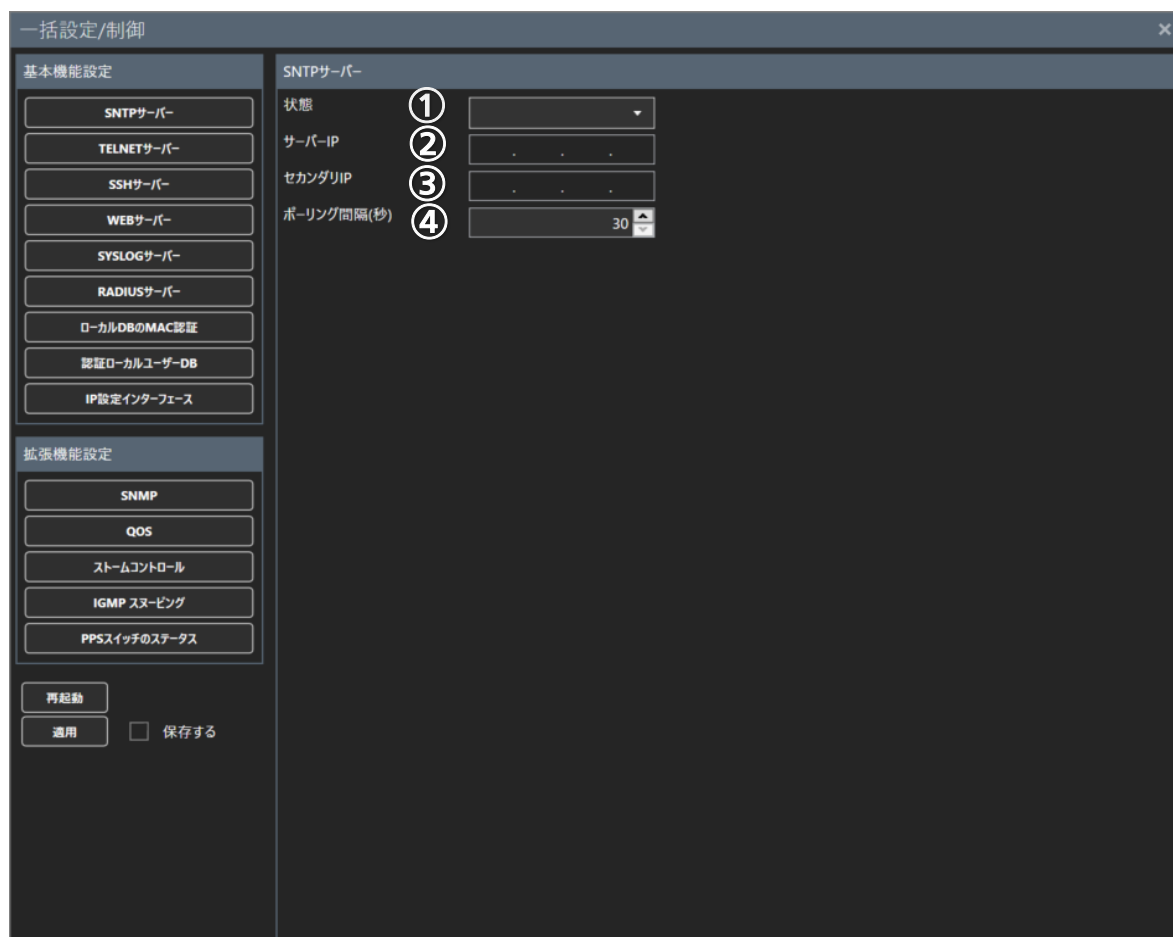 一括設定/制御
基本機能設定
SNTPサーバー
TELNETサーバー
SSHサーバー
WEBサーバー
SYSLOGサーバー
RADIUSサーバー
ローカルDBのMAC認証
認証ローカルユーザーDB
IP設定インターフェース
拡張機能設定
SNMP
QOS
ストームコントロール
IGMP スヌーピング
PPSスイッチのステータス
再起動
適用
保存する
SNTPサーバー
状態 ①
サーバーIP ② . . .
セカンダリIP ③ . . .
ポーリング間隔(秒) ④ 30